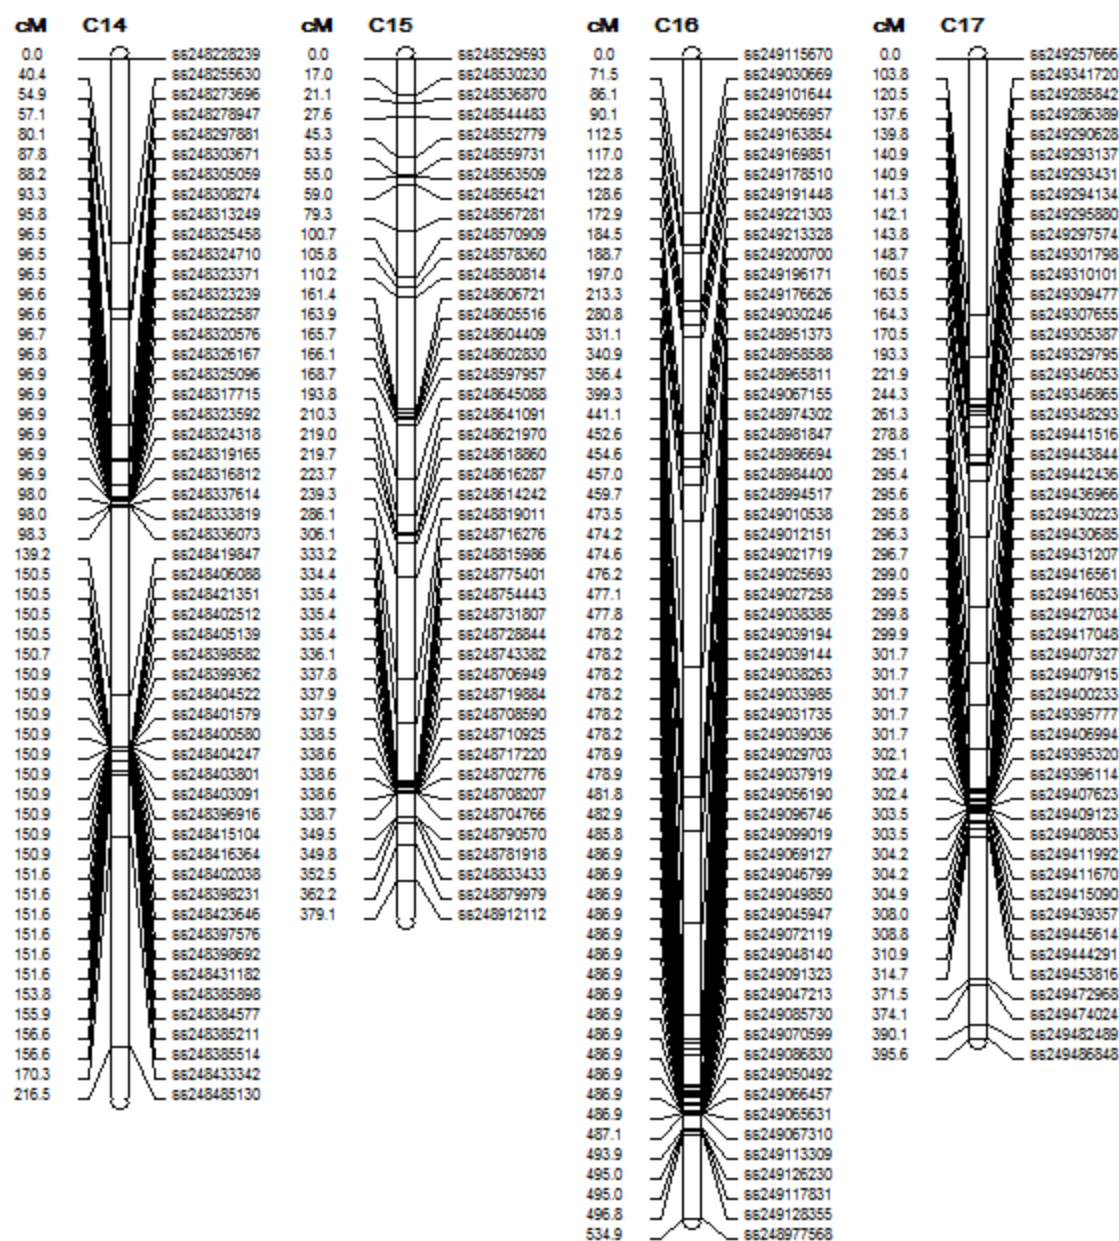 cM C14
0.0 ss248228239
40.4 ss248255630
54.9 ss248273696
57.1 ss248278947
80.1 ss248297881
87.8 ss248303671
88.2 ss248305059
93.3 ss248308274
95.8 ss248313249
96.5 ss248325458
96.5 ss248324710
96.5 ss248323371
96.6 ss248323239
96.6 ss248322587
96.7 ss248320576
96.8 ss248326167
96.9 ss248325096
96.9 ss248317715
96.9 ss248323592
96.9 ss248324318
96.9 ss248319165
96.9 ss248316812
98.0 ss248337614
98.0 ss248333819
98.3 ss248336073
139.2 ss248419847
150.5 ss248406088
150.5 ss248421351
150.5 ss248402512
150.5 ss248405139
150.7 ss248398582
150.9 ss248399362
150.9 ss248404522
150.9 ss248401579
150.9 ss248400580
150.9 ss248404247
150.9 ss248403801
150.9 ss248403091
150.9 ss248396916
150.9 ss248415104
150.9 ss248416364
151.6 ss248402038
151.6 ss248398231
151.6 ss248423646
151.6 ss248397576
151.6 ss248398692
151.6 ss248431182
153.8 ss248385898
155.9 ss248384577
156.6 ss248385211
156.6 ss248385514
170.3 ss248433342
216.5 ss248485130
cM C15
0.0 ss248529593
17.0 ss248530230
21.1 ss248536870
27.6 ss248544483
45.3 ss248552779
53.5 ss248559731
55.0 ss248563509
59.0 ss248565421
79.3 ss248567281
100.7 ss248570909
105.8 ss248578360
110.2 ss248580814
161.4 ss248606721
163.9 ss248605516
165.7 ss248604409
166.1 ss248602830
168.7 ss248597957
193.8 ss248645088
210.3 ss248641091
219.0 ss248621970
219.7 ss248618860
223.7 ss248616287
239.3 ss248614242
286.1 ss248819011
306.1 ss248716276
333.2 ss248815986
334.4 ss248775401
335.4 ss248754443
335.4 ss248731807
335.4 ss248728844
336.1 ss248743382
337.8 ss248706949
337.9 ss248719884
337.9 ss248708590
338.5 ss248710925
338.6 ss248717220
338.6 ss248702776
338.6 ss248708207
338.7 ss248704766
349.5 ss248790570
349.8 ss248781918
352.5 ss248833433
362.2 ss248879979
379.1 ss248912112
cM C16
0.0 ss249115670
71.5 ss249030669
86.1 ss249101644
90.1 ss249056957
112.5 ss249163854
117.0 ss249169851
122.8 ss249178510
128.6 ss249191448
172.9 ss249221303
184.5 ss249213328
188.7 ss249200700
197.0 ss249196171
213.3 ss249176626
280.8 ss249030246
331.1 ss248951373
340.9 ss248958588
356.4 ss248965811
399.3 ss249067155
441.1 ss248974302
452.6 ss248981847
454.6 ss248986694
457.0 ss248984400
459.7 ss248994517
473.5 ss249010538
474.2 ss249012151
474.6 ss249021719
476.2 ss249025693
477.1 ss249027258
477.8 ss249038385
478.2 ss249039194
478.2 ss249039144
478.2 ss249038263
478.2 ss249033985
478.2 ss249031735
478.2 ss249039036
478.9 ss249029703
478.9 ss249037919
481.8 ss249056190
482.9 ss249096746
485.8 ss249099019
486.9 ss249069127
486.9 ss249046799
486.9 ss249049850
486.9 ss249045947
486.9 ss249072119
486.9 ss249048140
486.9 ss249091323
486.9 ss249047213
486.9 ss249085730
486.9 ss249070599
486.9 ss249086830
486.9 ss249050492
486.9 ss249066457
486.9 ss249065631
487.1 ss249067310
493.9 ss249113309
495.0 ss249126230
495.0 ss249117831
496.8 ss249128355
534.9 ss248977568
cM C17
0.0 ss249257666
103.8 ss249341720
120.5 ss249285842
137.6 ss249286389
139.8 ss249290628
140.9 ss249293137
140.9 ss249293431
141.3 ss249294134
142.1 ss249295880
143.8 ss249297574
148.7 ss249301798
160.5 ss249310101
163.5 ss249309477
164.3 ss249307655
170.5 ss249305387
193.3 ss249329795
221.9 ss249346053
244.3 ss249346865
261.3 ss249348293
278.8 ss249441516
295.1 ss249443844
295.4 ss249442436
295.6 ss249436966
295.8 ss249430223
296.3 ss249430685
296.7 ss249431207
299.0 ss249416561
299.5 ss249416053
299.8 ss249427034
299.9 ss249417048
301.7 ss249407327
301.7 ss249407915
301.7 ss249400233
301.7 ss249395777
301.7 ss249406994
302.1 ss249395320
302.4 ss249396114
302.4 ss249407623
303.5 ss249409123
303.5 ss249408053
304.2 ss249411992
304.2 ss249411670
304.9 ss249415090
308.0 ss249439357
308.8 ss249445614
310.9 ss249444291
314.7 ss249453816
371.5 ss249472968
374.1 ss249474024
390.1 ss249482489
395.6 ss249486848